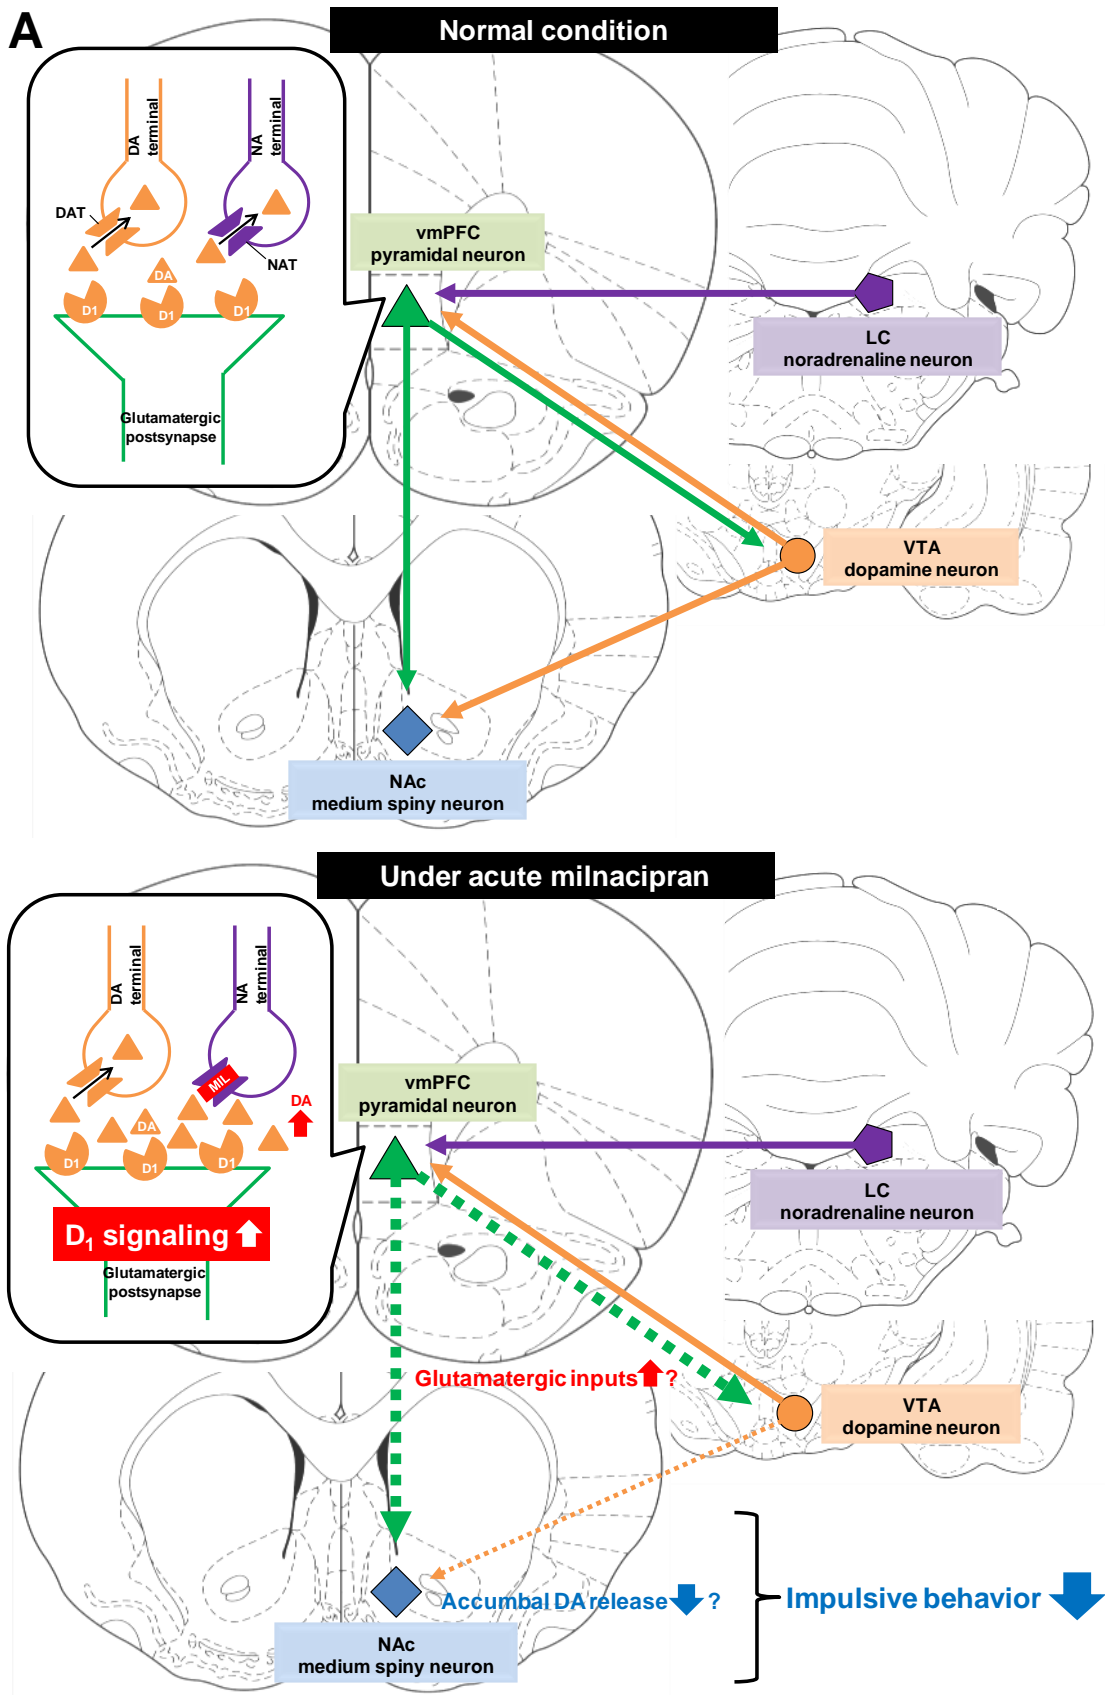 A
Normal condition
DA
terminal
NA
terminal
DAT
NAT
DA
D1
D1
D1
Glutamatergic
postsynapse
vmPFC
pyramidal neuron
LC
noradrenaline neuron
VTA
dopamine neuron
NAc
medium spiny neuron
Under acute milnacipran
DA
terminal
NA
terminal
MIL
DA
DA
D1
D1
D1
D1 signaling
Glutamatergic
postsynapse
vmPFC
pyramidal neuron
LC
noradrenaline neuron
Glutamatergic inputs ?
VTA
dopamine neuron
Accumbal DA release ?
Impulsive behavior
NAc
medium spiny neuron